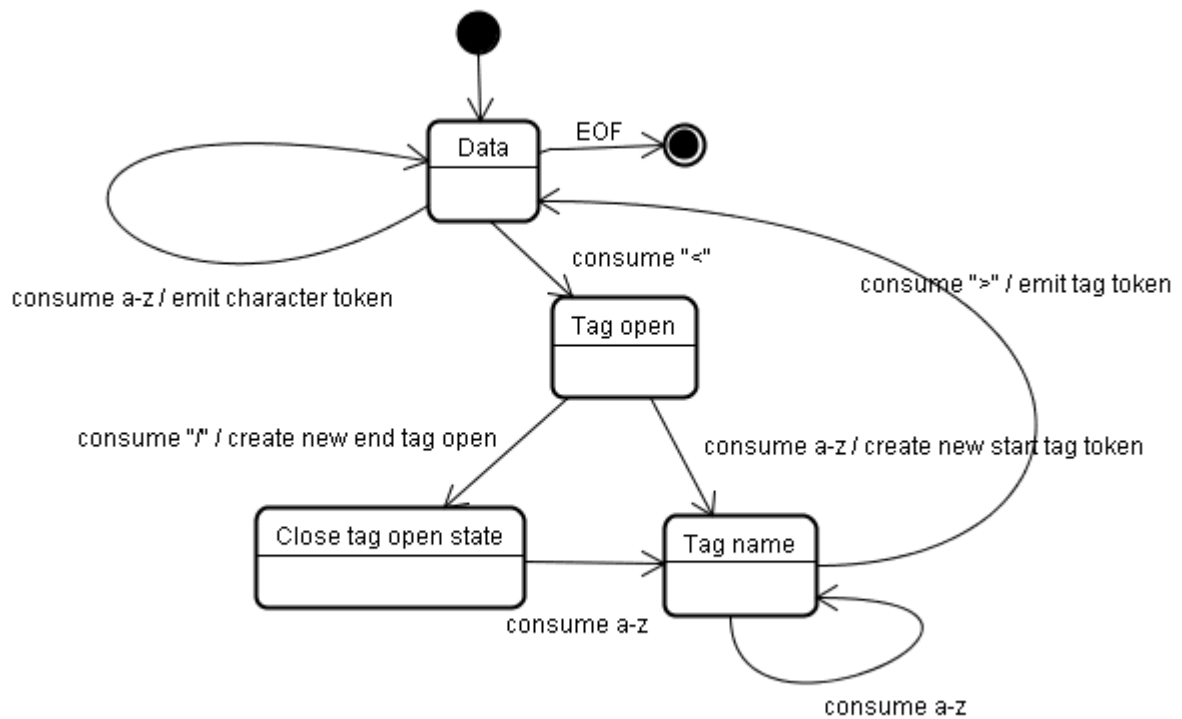 Data
EOF
consume "<"
consume a-z / emit character token
consume ">" / emit tag token
Tag open
consume "/" / create new end tag open
consume a-z / create new start tag token
Close tag open state
Tag name
consume a-z
consume a-z